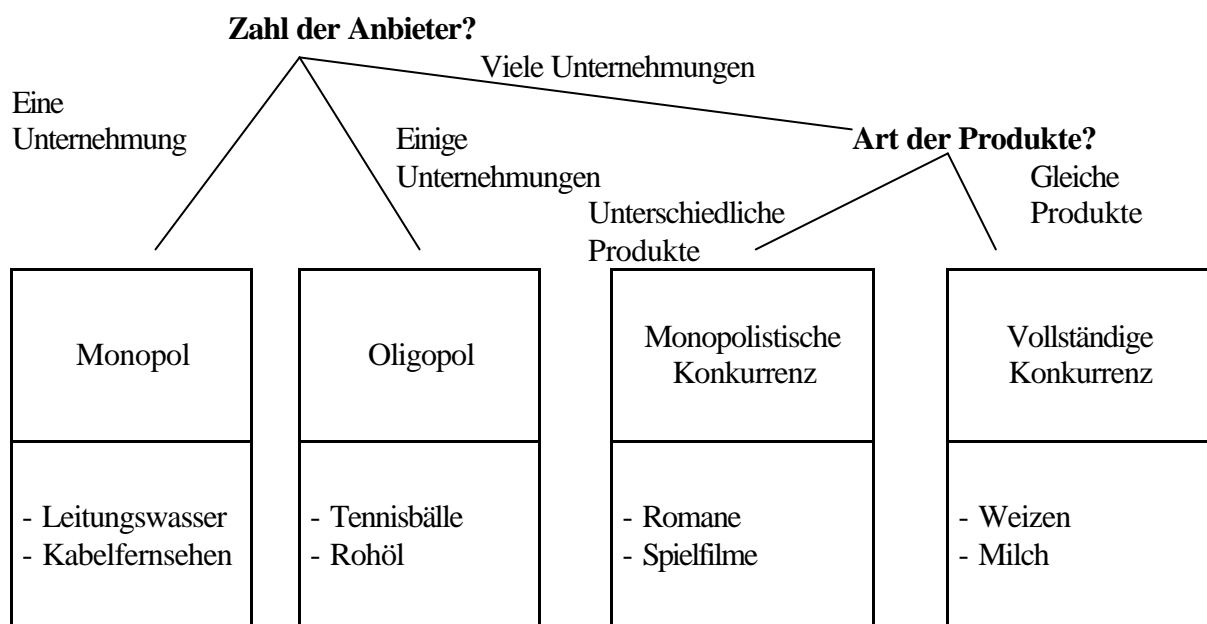 Zahl der Anbieter?
Viele Unternehmungen
Eine
Unternehmung
Einige
Unternehmungen
Art der Produkte?
Unterschiedliche
Produkte
Gleiche
Produkte
Monopol
Oligopol
Monopolistische
Konkurrenz
Vollständige
Konkurrenz
- Leitungswasser
- Kabelfernsehen
- Tennisbälle
- Rohöl
- Romane
- Spielfilme
- Weizen
- Milch